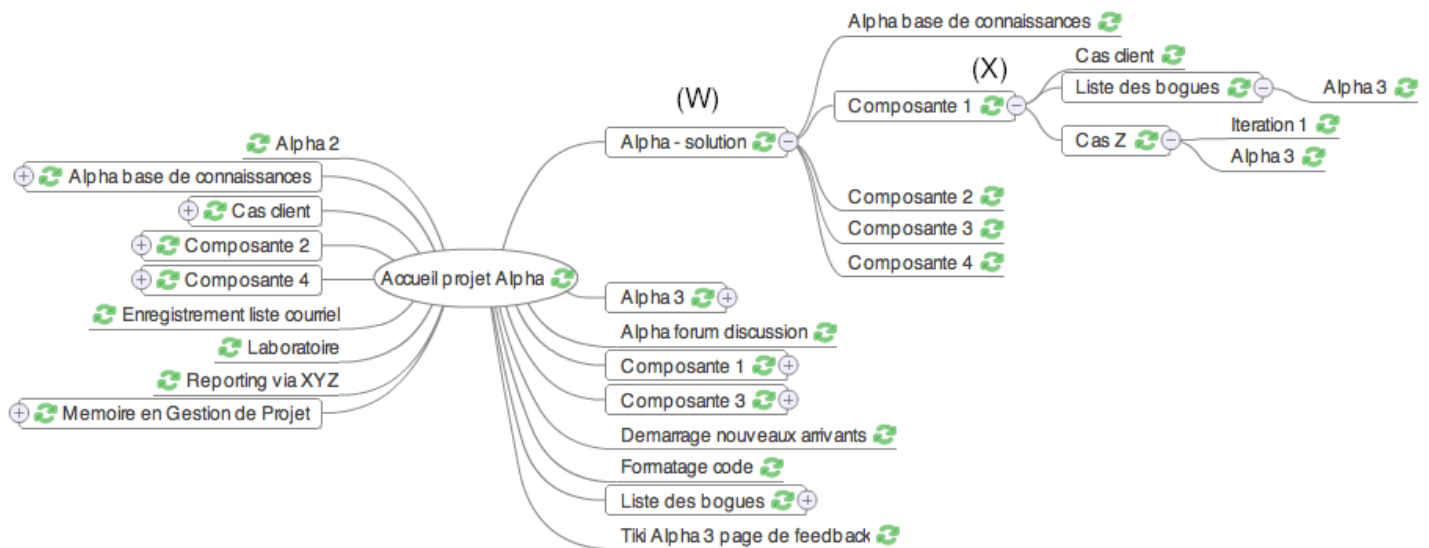 Alpha base de connaissances
Cas client
(X)
Liste des bogues
Alpha 3
(W)
Composante 1
Iteration 1
Alpha - solution
Cas Z
Alpha 3
Alpha 2
Alpha base de connaissances
Composante 2
Cas client
Composante 3
Composante 2
Composante 4
Composante 4
Accueil projet Alpha
Alpha 3
Enregistrement liste courriel
Alpha forum discussion
Laboratoire
Composante 1
Reporting via XYZ
Composante 3
Memoire en Gestion de Projet
Demarrage nouveaux arrivants
Formatage code
Liste des bogues
Tiki Alpha 3 page de feedback